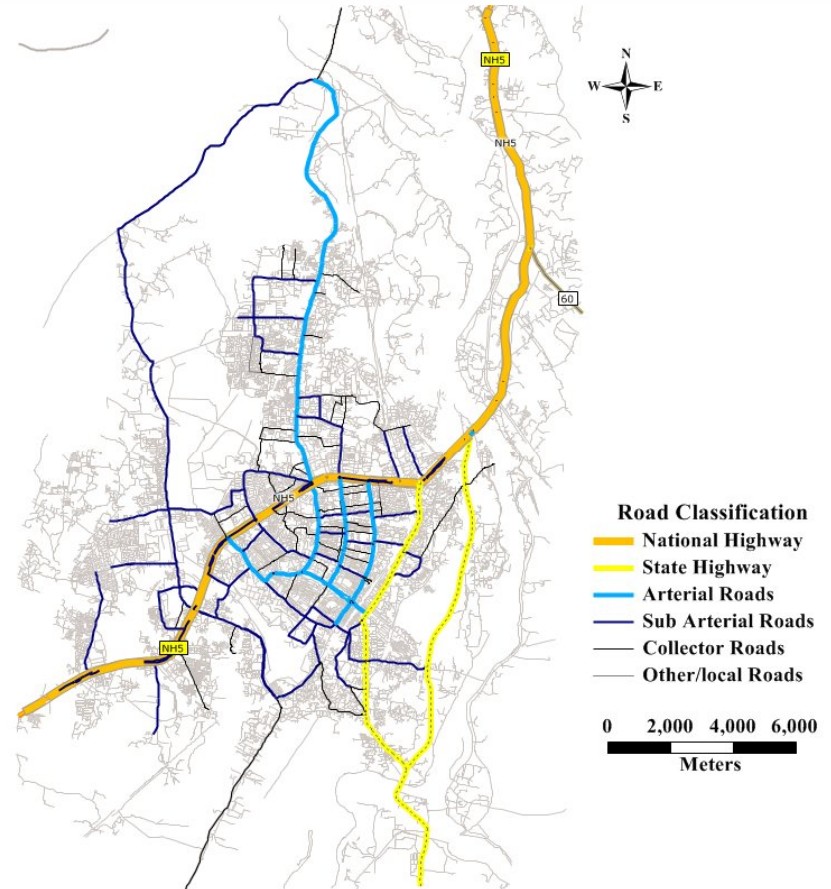 NH5
N
W E
S
NH5
60
NH5
NH5
Road Classification
National Highway
State Highway
Arterial Roads
Sub Arterial Roads
Collector Roads
Other/local Roads
0 2,000 4,000 6,000
Meters